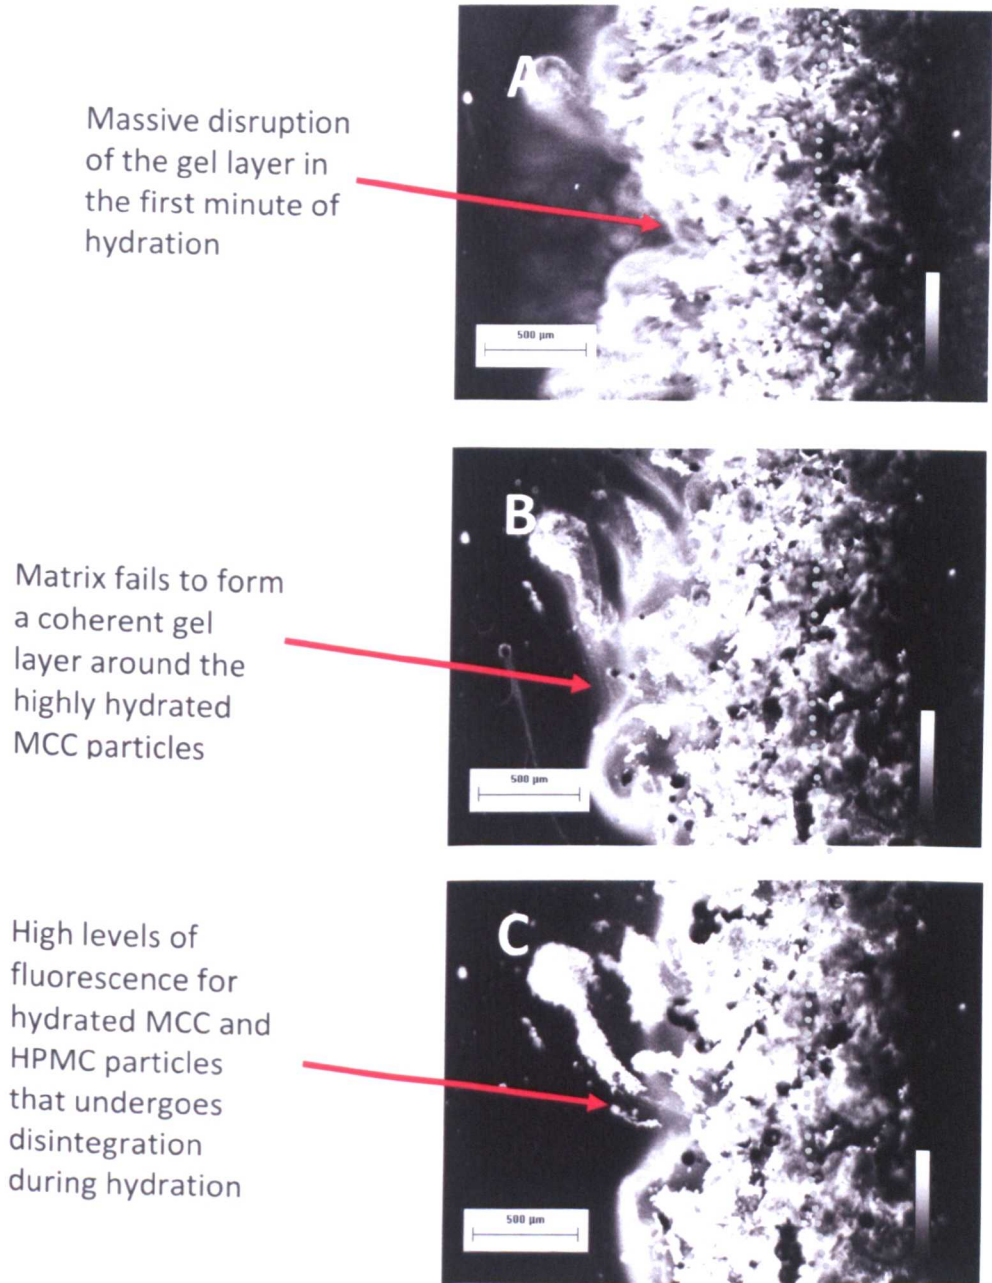 A
Massive disruption
of the gel layer in
the first minute of
hydration
500 µm
B
Matrix fails to form
a coherent gel
layer around the
highly hydrated
MCC particles
500 µm
C
High levels of
fluorescence for
hydrated MCC and
HPMC particles
that undergoes
disintegration
during hydration
500 µm